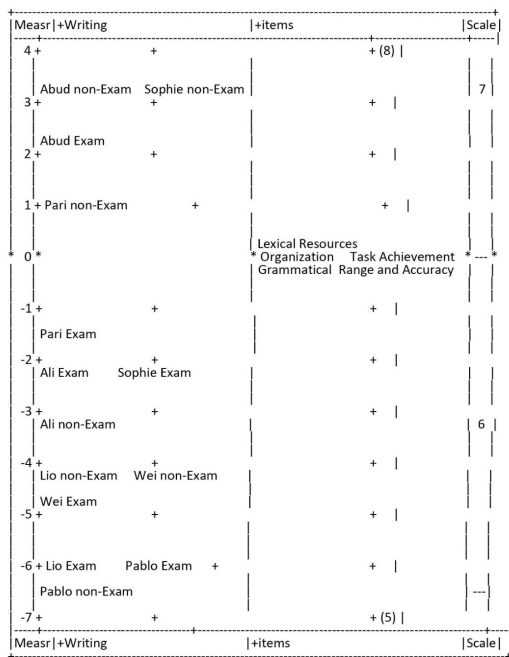 Measr|+Writing |+items |Scale|
4 + + + (8) |
Abud non-Exam Sophie non-Exam | 7 |
3 + + + |
Abud Exam
2 + + + |
1 + Pari non-Exam + + |
| Lexical Resources
* 0 * * Organization Task Achievement * --- *
Grammatical Range and Accuracy
-1 + + + |
Pari Exam
-2 + + + |
Ali Exam Sophie Exam
-3 + + + |
Ali non-Exam | 6 |
-4 + + + |
Lio non-Exam Wei non-Exam
Wei Exam
-5 + + + |
-6 + Lio Exam Pablo Exam + + |
Pablo non-Exam | ---|
-7 + + + (5) |
Measr|+Writing |+items |Scale|